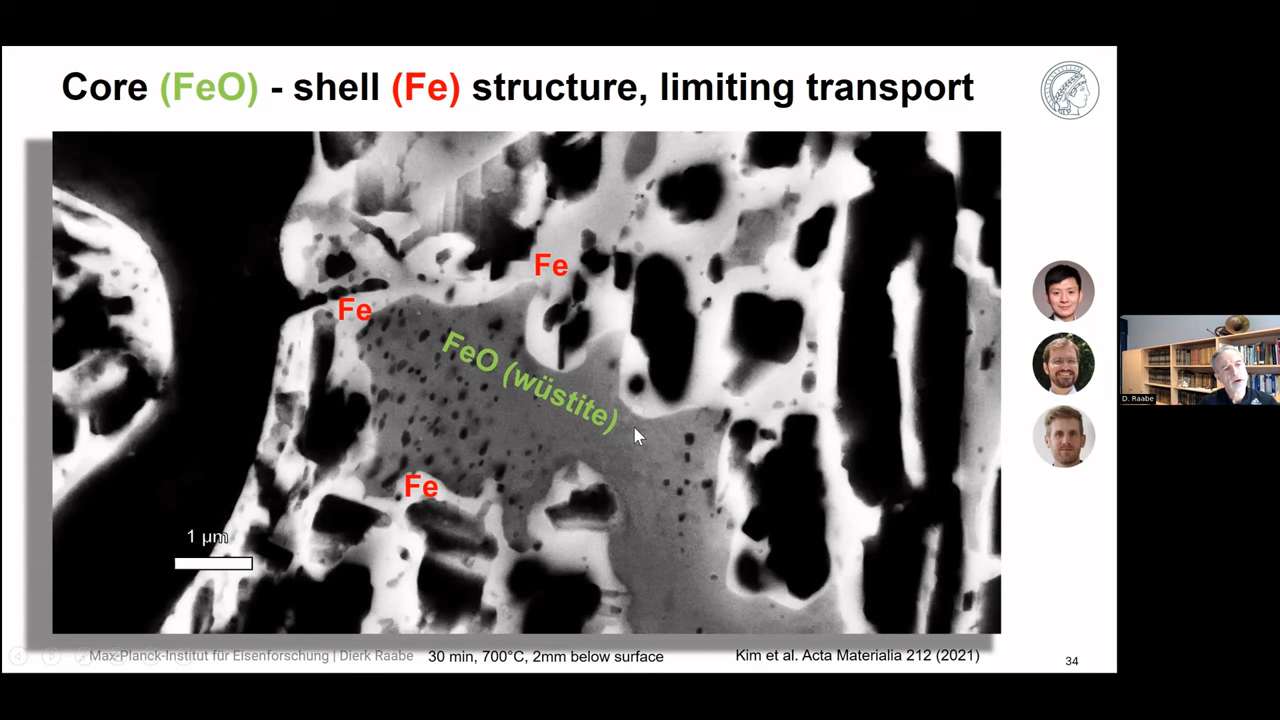 Core (FeO) - shell (Fe) structure, limiting transport
Fe
Fe
FeO (wüstite)
Fe
1 µm
D. Raabe
Max-Planck-Institut für Eisenforschung | Dierk Raabe
30 min, 700°C, 2mm below surface
Kim et al. Acta Materialia 212 (2021)
34